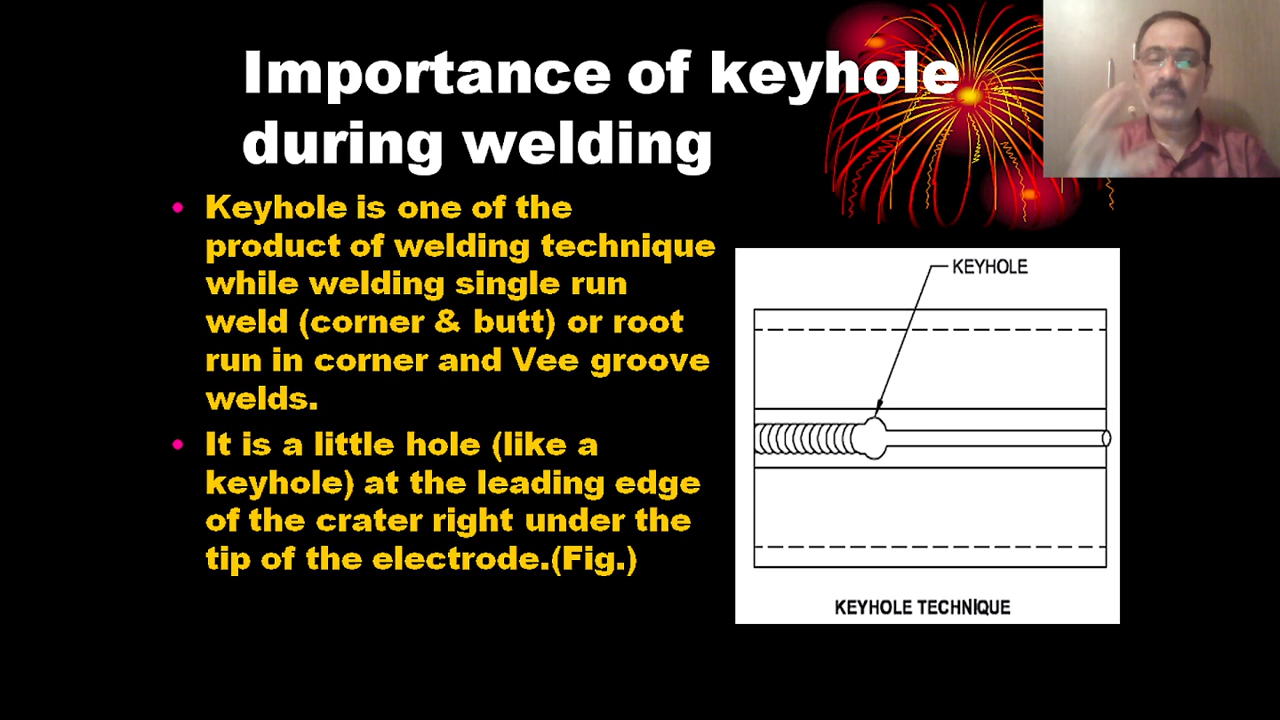 Importance of keyhole
during welding
• Keyhole is one of the
product of welding technique
while welding single run
weld (corner & butt) or root
run in corner and Vee groove
welds.
• It is a little hole (like a
keyhole) at the leading edge
of the crater right under the
tip of the electrode.(Fig.)
KEYHOLE
KEYHOLE TECHNIQUE